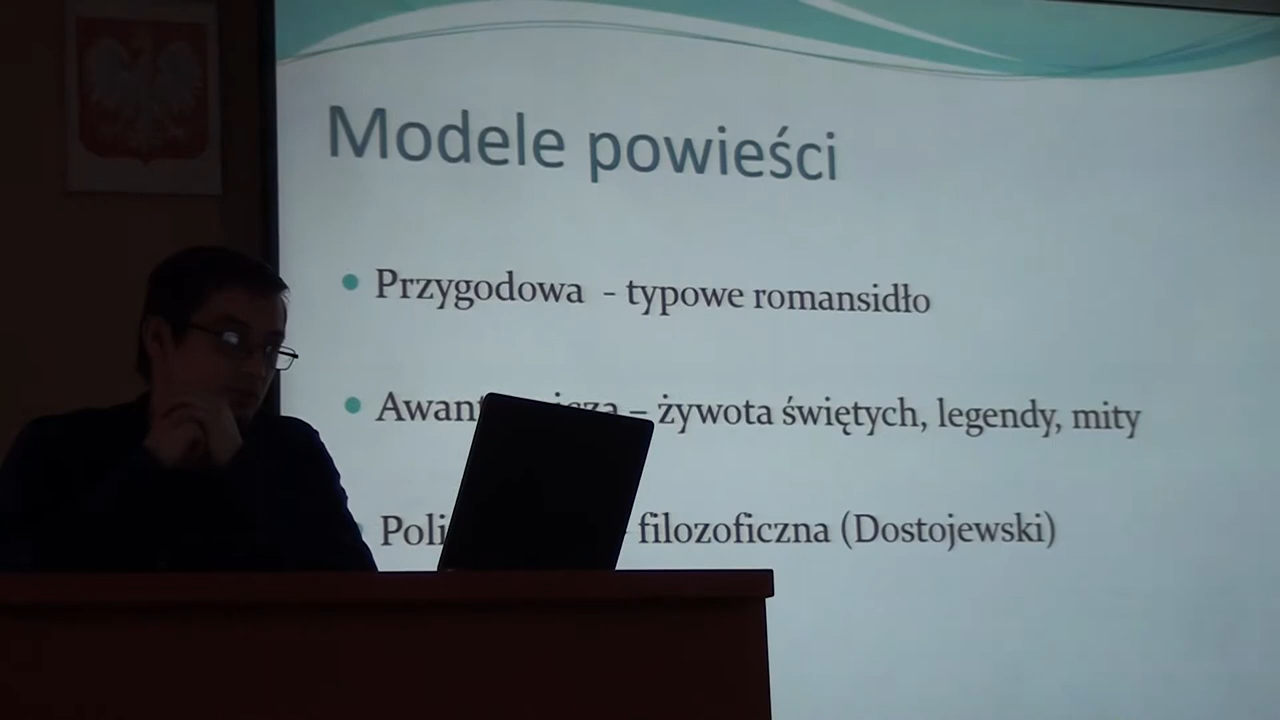 Modele powieści
• Przygodowa - typowe romansidło
• – żywota świętych, legendy, mity
filozoficzna (Dostojewski)